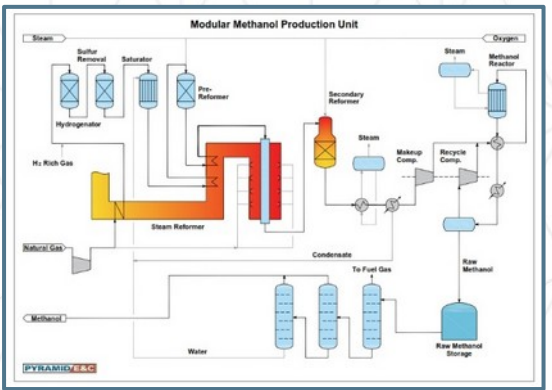 Modular Methanol Production Unit
Steam
Oxygen
Sulfur
Removal
Saturator
Steam
Methanol
Reactor
Pre-
Reformer
Secondary
Reformer
Hydrogenator
Steam
Makeup
Comp.
Recycle
Comp.
H₂ Rich Gas
Steam Reformer
Natural Gas
Condensate
To Fuel Gas
Raw
Methanol
Methanol
Water
Raw Methanol
Storage
PYRAMID E&C